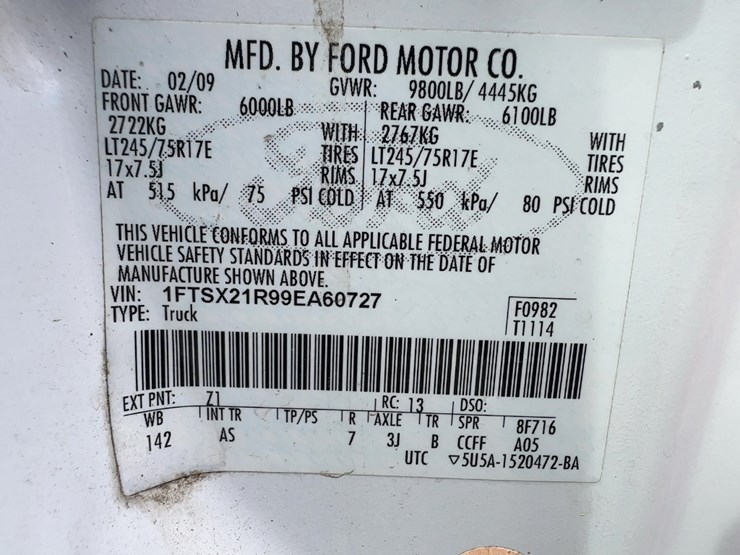 MFD. BY FORD MOTOR CO.
DATE: 02/09 GVWR: 9800LB/ 4445KG
FRONT GAWR: 6000LB REAR GAWR: 6100LB
2722KG WITH 2767KG WITH
LT245/75R17E TIRES LT245/75R17E TIRES
17x7.5J RIMS 17x7.5J RIMS
AT 515 kPa/ 75 PSI COLD AT 550 kPa/ 80 PSI COLD
THIS VEHICLE CONFORMS TO ALL APPLICABLE FEDERAL MOTOR
VEHICLE SAFETY STANDARDS IN EFFECT ON THE DATE OF
MANUFACTURE SHOWN ABOVE.
VIN: 1FTSX21R99EA60727 F0982
TYPE: Truck T1114
EXT PNT: Z1 RC: 13 DSO:
WB INT TR TP/PS R AXLE TR SPR 8F716
142 AS 7 3J B CCFF A05
UTC ▽5U5A-1520472-BA